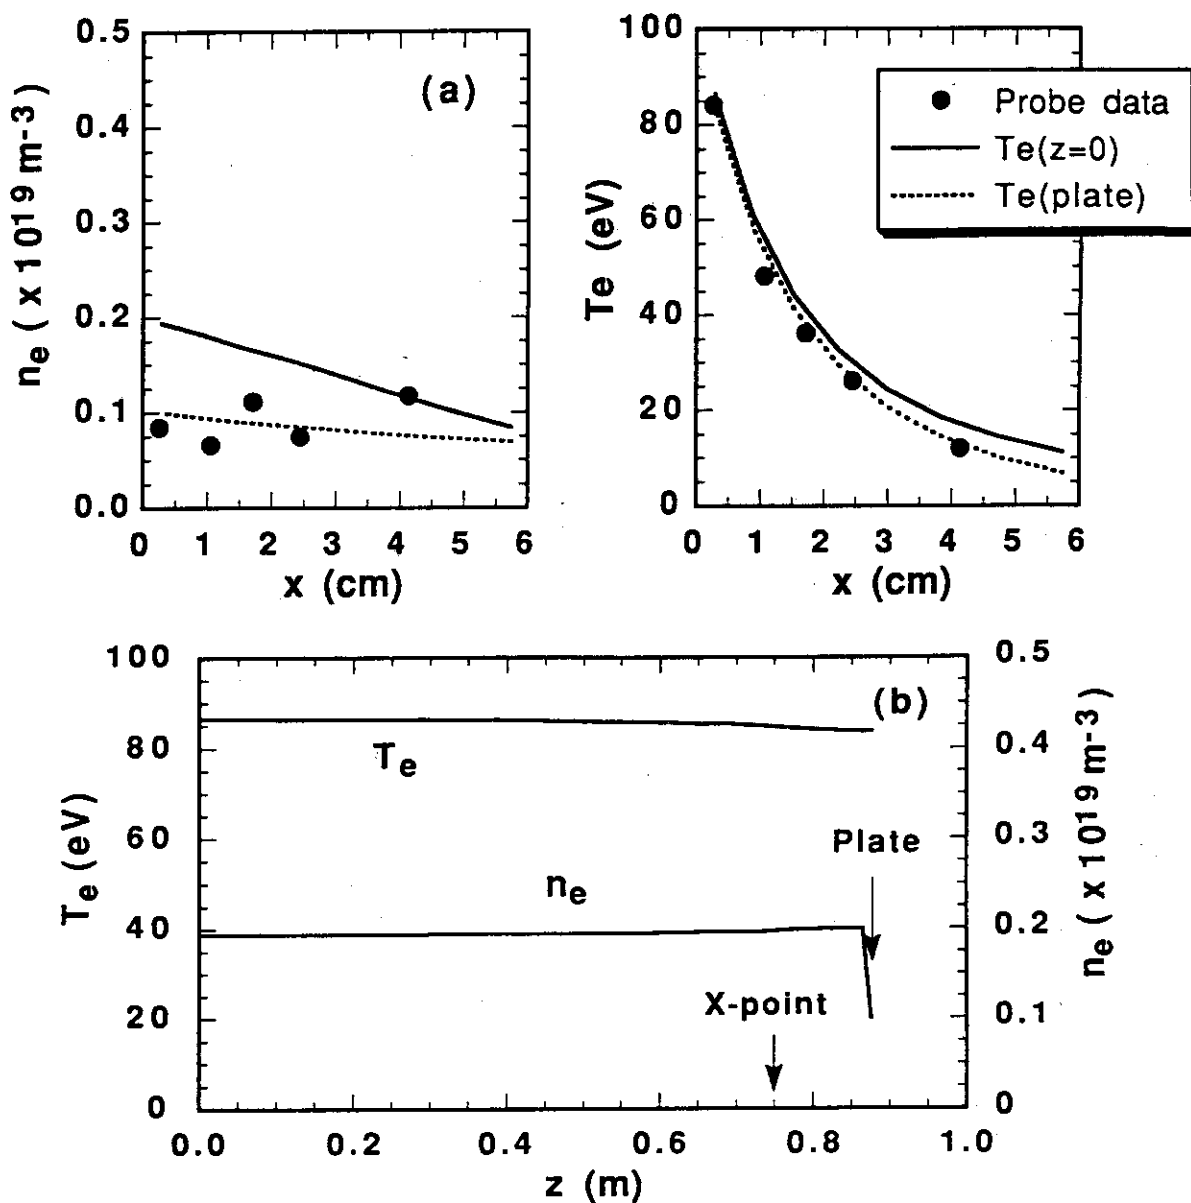 0.5
0.4
0.3
0.2
0.1
0.0
n_e ( x 10^19 m^-3)
(a)
0 1 2 3 4 5 6
x (cm)
100
80
60
40
20
0
Te (eV)
Probe data
Te(z=0)
Te(plate)
0 1 2 3 4 5 6
x (cm)
100
80
60
40
20
0
T_e (eV)
(b)
T_e
n_e
Plate
X-point
0.5
0.4
0.3
0.2
0.1
0
n_e ( x 10^19 m^-3)
0.0 0.2 0.4 0.6 0.8 1.0
z (m)